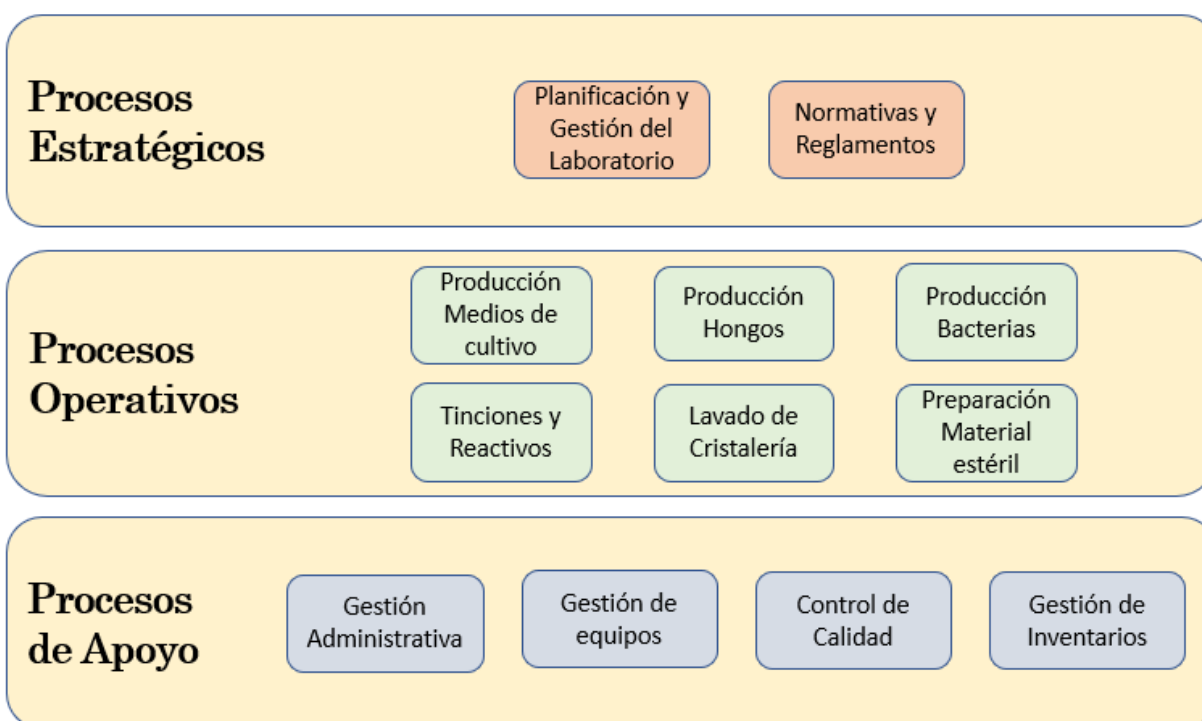 Procesos
Estratégicos
Planificación y
Gestión del
Laboratorio
Normativas y
Reglamentos
Procesos
Operativos
Producción
Medios de
cultivo
Producción
Hongos
Producción
Bacterias
Tinciones y
Reactivos
Lavado de
Cristalería
Preparación
Material
estéril
Procesos
de Apoyo
Gestión
Administrativa
Gestión de
equipos
Control de
Calidad
Gestión de
Inventarios